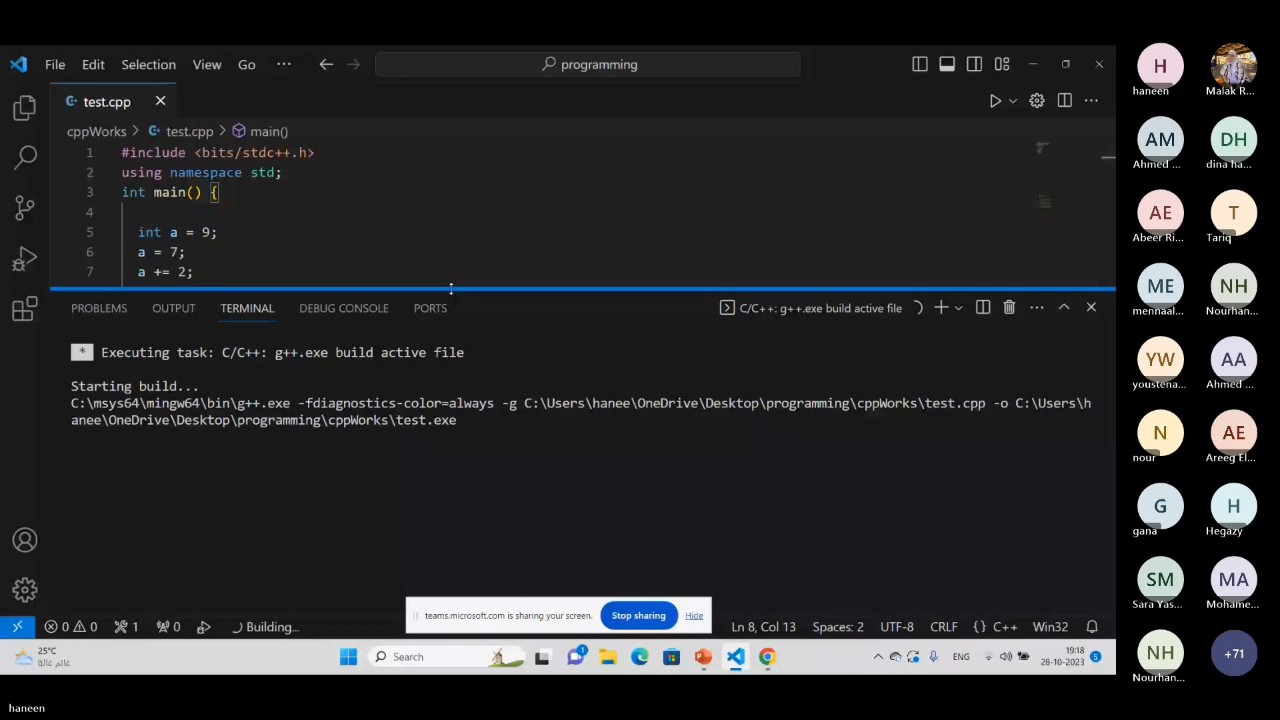 File Edit Selection View Go ··· programming
test.cpp
cppWorks > test.cpp > main()
1 #include <bits/stdc++.h>
2 using namespace std;
3 int main() {
4
5 int a = 9;
6 a = 7;
7 a += 2;
PROBLEMS OUTPUT TERMINAL DEBUG CONSOLE PORTS C/C++: g++.exe build active file
* Executing task: C/C++: g++.exe build active file
Starting build...
C:\msys64\mingw64\bin\g++.exe -fdiagnostics-color=always -g C:\Users\hanee\OneDrive\Desktop\programming\cppWorks\test.cpp -o C:\Users\h
anee\OneDrive\Desktop\programming\cppWorks\test.exe
teams.microsoft.com is sharing your screen. Stop sharing Hide
0 0 1 0 Building... Ln 8, Col 13 Spaces: 2 UTF-8 CRLF {} C++ Win32
25°C
غائم غالبًا
Search
1
ENG
19:18
28-10-2023
5
H
haneen
Malak R...
AM
Ahmed ...
DH
dina ha...
AE
Abeer Ri...
T
Tariq
ME
mennaal...
NH
Nourhan...
YW
youstena...
AA
Ahmed ...
N
nour
AE
Areeg El...
G
gana
H
Hegazy
SM
Sara Yas...
MA
Mohame...
NH
Nourhan...
+71
haneen